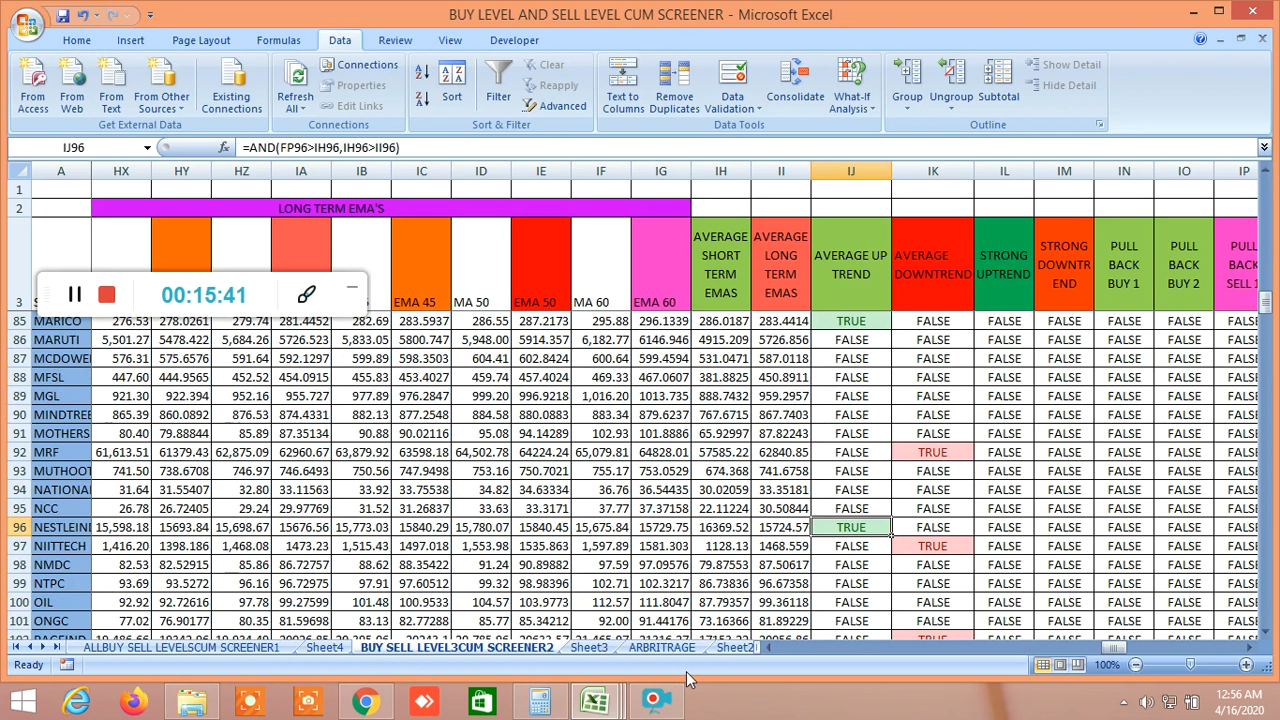 BUY LEVEL AND SELL LEVEL CUM SCREENER - Microsoft Excel
Home Insert Page Layout Formulas Data Review View Developer
From Access From Web From Text From Other Sources Existing Connections
Refresh All Connections Properties Edit Links
Sort Filter Clear Reapply Advanced
Text to Columns Remove Duplicates Data Validation Consolidate What-If Analysis
Group Ungroup Subtotal Show Detail Hide Detail
Get External Data Connections Sort & Filter Data Tools Outline
IJ96 fx =AND(FP96>IH96,IH96>II96)
A HX HY HZ IA IB IC ID IE IF IG IH II IJ IK IL IM IN IO IP
1
2 LONG TERM EMA'S
3 EMA 45 MA 50 EMA 50 MA 60 EMA 60 AVERAGE SHORT TERM EMAS AVERAGE LONG TERM EMAS AVERAGE UP TREND AVERAGE DOWNTREND STRONG UPTREND STRONG DOWNTR END PULL BACK BUY 1 PULL BACK BUY 2 PULL BACK SELL 1
00:15:41
85 MARICO 276.53 278.0261 279.74 281.4452 282.69 283.5937 286.55 287.2173 295.88 296.1339 286.0187 283.4414 TRUE FALSE FALSE FALSE FALSE FALSE FALSE
86 MARUTI 5,501.27 5478.422 5,684.26 5726.523 5,833.05 5800.747 5,948.00 5914.357 6,182.77 6146.946 4915.209 5726.856 FALSE FALSE FALSE FALSE FALSE FALSE FALSE
87 MCDOWE 576.31 575.6576 591.64 592.1297 599.89 598.3503 604.41 602.8424 600.64 599.4594 531.0471 587.0118 FALSE FALSE FALSE FALSE FALSE FALSE FALSE
88 MFSL 447.60 444.9565 452.52 454.0915 455.83 453.4027 459.74 457.4024 469.33 467.0607 381.8825 450.8911 FALSE FALSE FALSE FALSE FALSE FALSE FALSE
89 MGL 921.30 922.394 952.16 955.727 977.89 976.2847 999.20 996.9218 1,016.20 1013.735 888.7432 959.2957 FALSE FALSE FALSE FALSE FALSE FALSE FALSE
90 MINDTREE 865.39 860.0892 876.53 874.4331 882.13 877.2548 884.58 880.0883 883.34 879.6237 767.6715 867.7403 FALSE FALSE FALSE FALSE FALSE FALSE FALSE
91 MOTHERS 80.40 79.88844 85.89 87.35134 90.88 90.02116 95.08 94.14289 102.93 101.8886 65.92997 87.82243 FALSE FALSE FALSE FALSE FALSE FALSE FALSE
92 MRF 61,613.51 61379.43 62,875.09 62960.67 63,879.92 63598.18 64,502.78 64224.24 65,079.81 64828.01 57585.22 62840.85 FALSE TRUE FALSE FALSE FALSE FALSE FALSE
93 MUTHOOT 741.50 738.6708 746.97 746.6493 750.56 747.9498 753.16 750.7021 755.17 753.0529 674.368 741.6758 FALSE FALSE FALSE FALSE FALSE FALSE FALSE
94 NATIONAL 31.64 31.55407 32.80 33.11563 33.92 33.75538 34.82 34.63334 36.76 36.54435 30.02059 33.35181 FALSE FALSE FALSE FALSE FALSE FALSE FALSE
95 NCC 26.78 26.72405 29.24 29.97769 31.52 31.26837 33.63 33.3171 37.77 37.37158 22.11224 30.50844 FALSE FALSE FALSE FALSE FALSE FALSE FALSE
96 NESTLEIND 15,598.18 15593.84 15,698.67 15676.56 15,773.03 15840.29 15,780.07 15840.45 15,675.84 15729.75 16369.52 15724.57 TRUE FALSE FALSE FALSE FALSE FALSE FALSE
97 NIITTECH 1,416.20 1398.186 1,468.08 1473.23 1,515.43 1497.018 1,553.98 1535.863 1,597.89 1581.303 1128.13 1468.559 FALSE TRUE FALSE FALSE FALSE FALSE FALSE
98 NMDC 82.53 82.52915 85.86 86.72757 88.62 88.35422 91.24 90.89882 97.59 97.09576 79.87553 87.50617 FALSE FALSE FALSE FALSE FALSE FALSE FALSE
99 NTPC 93.69 93.5272 96.16 96.72975 97.76 97.60512 99.32 98.98396 102.71 102.3217 86.73836 96.67358 FALSE FALSE FALSE FALSE FALSE FALSE FALSE
100 OIL 92.92 92.72616 97.78 99.27599 101.48 100.9533 104.57 103.9773 112.57 111.8047 87.79357 99.36118 FALSE FALSE FALSE FALSE FALSE FALSE FALSE
101 ONGC 77.02 76.90177 80.35 81.59568 83.13 82.77288 85.77 85.34212 92.00 91.44176 73.16059 81.89229 FALSE FALSE FALSE FALSE FALSE FALSE FALSE
ALLBUY SELL LEVELSCUM SCREENER1 Sheet4 BUY SELL LEVEL3CUM SCREENER2 Sheet3 ARBRITRAGE Sheet2
Ready 100%
12:56 AM
4/16/2020